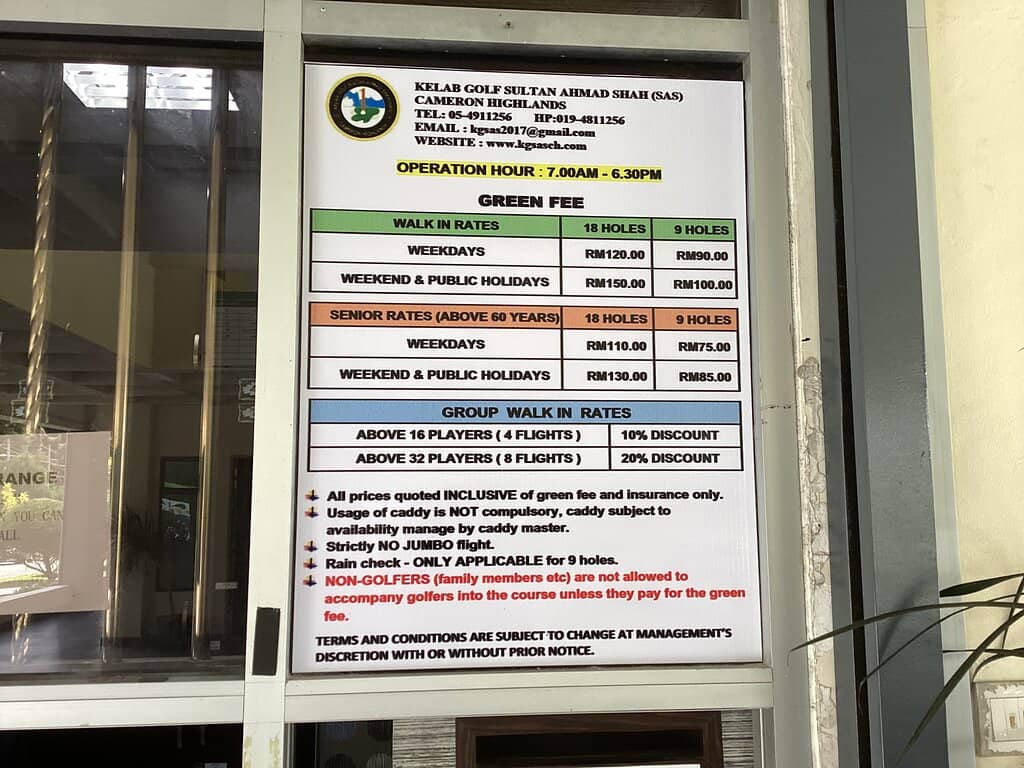 KELAB GOLF SULTAN AHMAD SHAH (SAS)
CAMERON HIGHLANDS
TEL: 05-4911256 HP:019-4811256
EMAIL : kgsas2017@gmail.com
WEBSITE : www.kgsasch.com
OPERATION HOUR : 7.00AM - 6.30PM
GREEN FEE
WALK IN RATES 18 HOLES 9 HOLES
WEEKDAYS RM120.00 RM90.00
WEEKEND & PUBLIC HOLIDAYS RM150.00 RM100.00
SENIOR RATES (ABOVE 60 YEARS) 18 HOLES 9 HOLES
WEEKDAYS RM110.00 RM75.00
WEEKEND & PUBLIC HOLIDAYS RM130.00 RM85.00
GROUP WALK IN RATES
ABOVE 16 PLAYERS ( 4 FLIGHTS ) 10% DISCOUNT
ABOVE 32 PLAYERS ( 8 FLIGHTS ) 20% DISCOUNT
All prices quoted INCLUSIVE of green fee and insurance only.
Usage of caddy is NOT compulsory, caddy subject to
availability manage by caddy master.
Strictly NO JUMBO flight.
Rain check - ONLY APPLICABLE for 9 holes.
NON-GOLFERS (family members etc) are not allowed to
accompany golfers into the course unless they pay for the green
fee.
TERMS AND CONDITIONS ARE SUBJECT TO CHANGE AT MANAGEMENT'S
DISCRETION WITH OR WITHOUT PRIOR NOTICE.
RANGE
YOU CAN
ALL